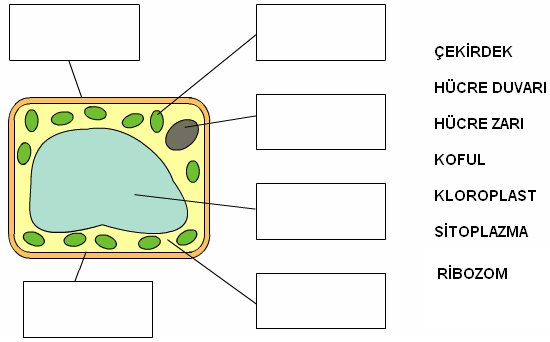 ÇEKİRDEK
HÜCRE DUVARI
HÜCRE ZARI
KOFUL
KLOROPLAST
SİTOPLAZMA
RİBOZOM